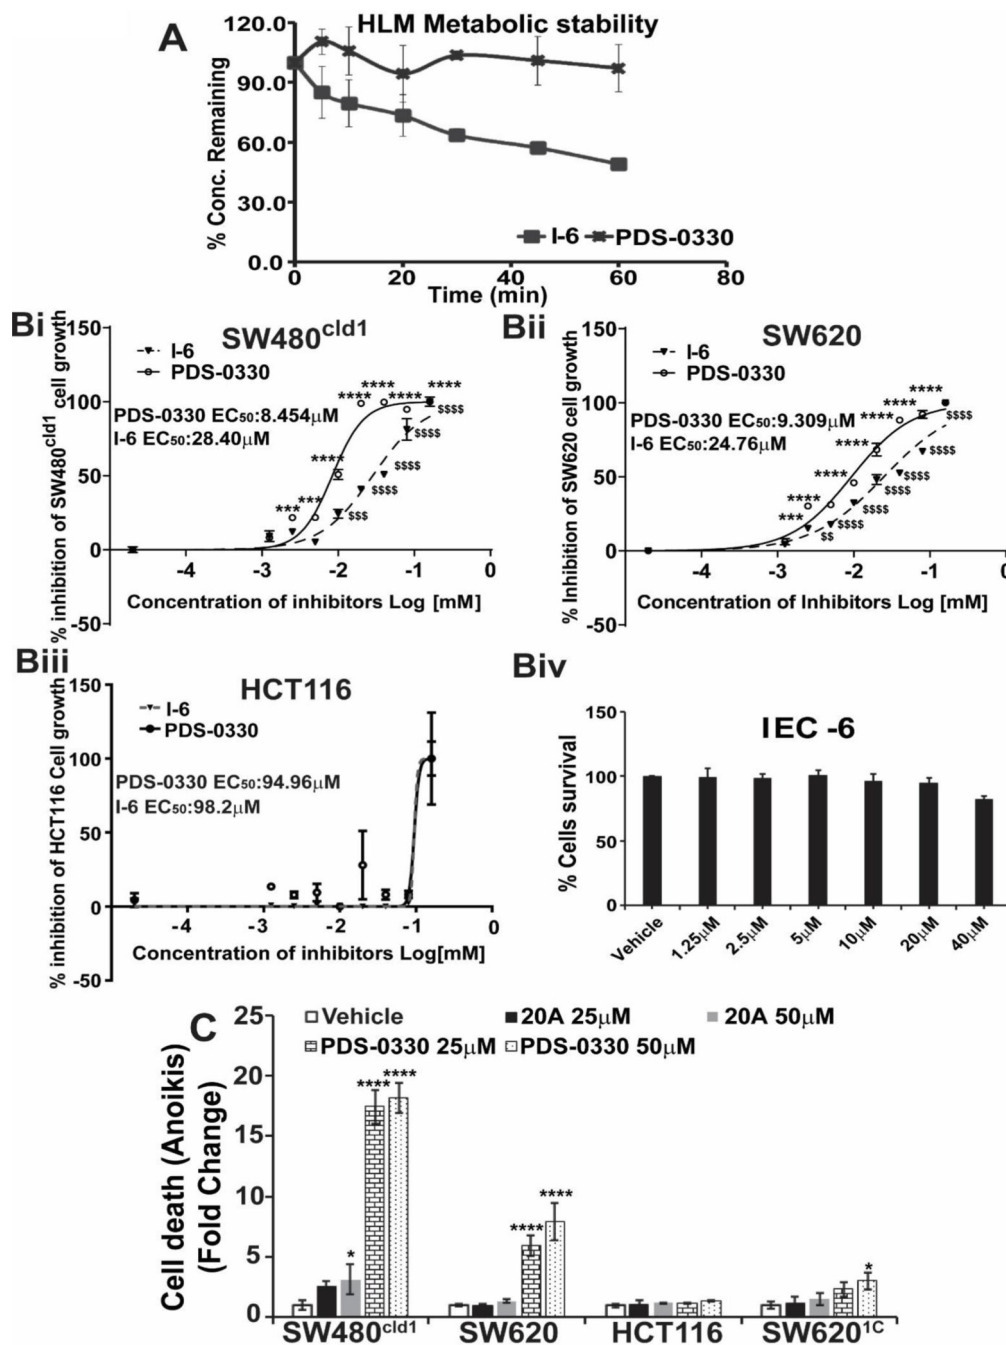 A
HLM Metabolic stability
120.0
90.0
60.0
30.0
0.0
% Conc. Remaining
0
20
40
60
80
Time (min)
I-6
PDS-0330
Bi
SW480cld1
% inhibition of SW480cld1 cell growth
150
100
50
0
-50
I-6
PDS-0330
PDS-0330 EC50:8.454μM
I-6 EC50:28.40μM
***
***
****
****
****
****
****
$$$
$$$$
$$$$
$$$$
$$$$
-4
-3
-2
-1
0
Concentration of inhibitors Log [mM]
Bii
SW620
% Inhibition of SW620 cell growth
150
100
50
0
-50
I-6
PDS-0330
PDS-0330 EC50:9.309μM
I-6 EC50:24.76μM
***
****
****
****
****
****
****
$$
$$$$
$$$$
$$$$
$$$$
$$$$
$$$$
-4
-3
-2
-1
0
Concentration of Inhibitors Log [mM]
Biii
HCT116
% inhibition of HCT116 Cell growth
150
100
50
0
-50
I-6
PDS-0330
PDS-0330 EC50:94.96μM
I-6 EC50:98.2μM
-4
-3
-2
-1
0
Concentration of inhibitors Log[mM]
Biv
IEC -6
% Cells survival
150
100
50
0
Vehicle
1.25μM
2.5μM
5μM
10μM
20μM
40μM
C
Cell death (Anoikis)
(Fold Change)
25
20
15
10
5
0
Vehicle
20A 25μM
20A 50μM
PDS-0330 25μM
PDS-0330 50μM
*
****
****
****
****
*
SW480cld1
SW620
HCT116
SW6201C